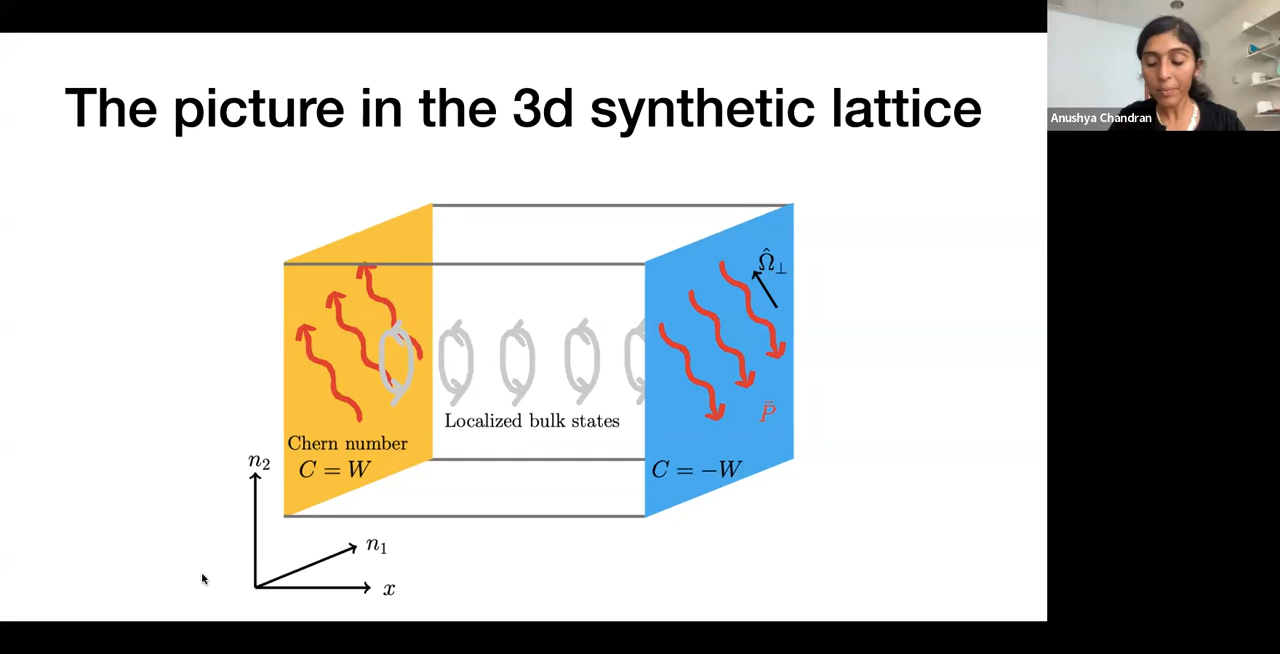 The picture in the 3d synthetic lattice
Anushya Chandran
Ω̂⊥
P̄
Localized bulk states
Chern number
C = W
C = −W
n₂
n₁
x